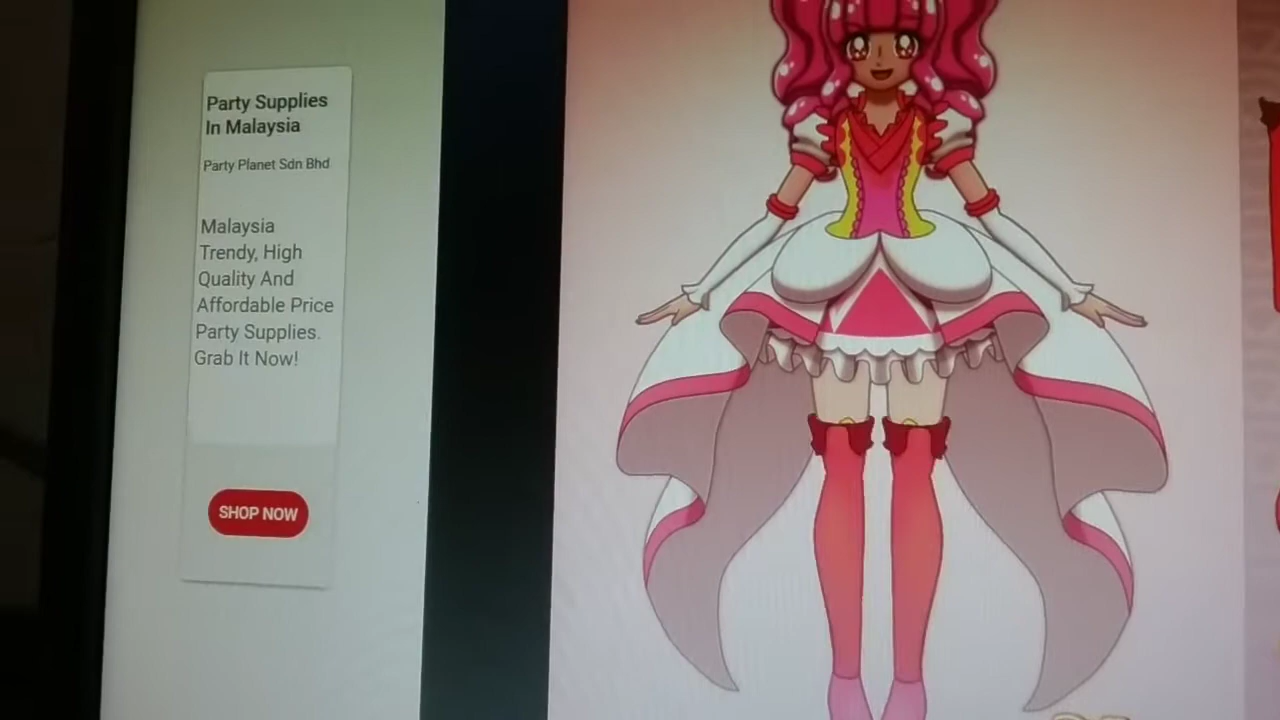 Party Supplies
In Malaysia
Party Planet Sdn Bhd
Malaysia
Trendy, High
Quality And
Affordable Price
Party Supplies.
Grab It Now!
SHOP NOW